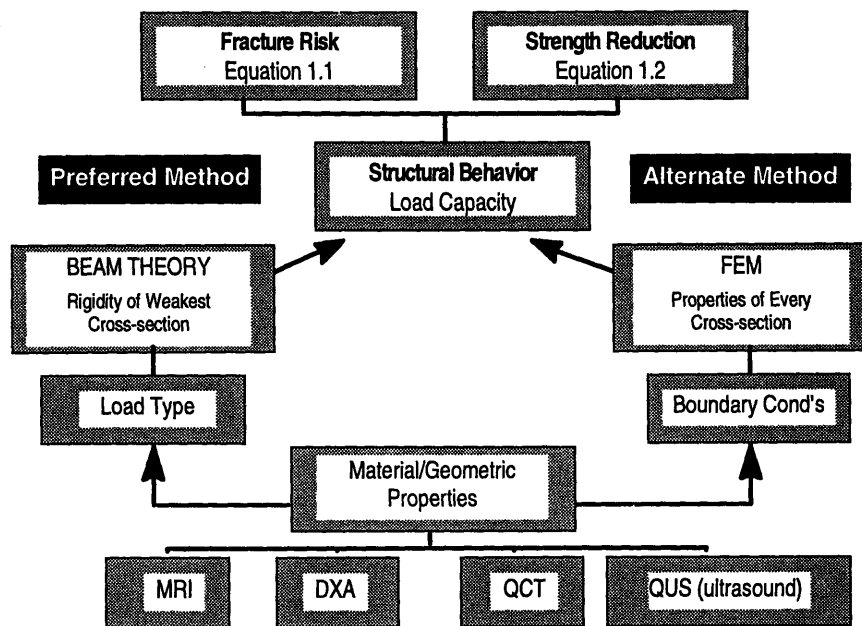 Fracture Risk
Equation 1.1
Strength Reduction
Equation 1.2
Preferred Method
Structural Behavior
Load Capacity
Alternate Method
BEAM THEORY
Rigidity of Weakest
Cross-section
FEM
Properties of Every
Cross-section
Load Type
Boundary Cond's
Material/Geometric
Properties
MRI
DXA
QCT
QUS (ultrasound)